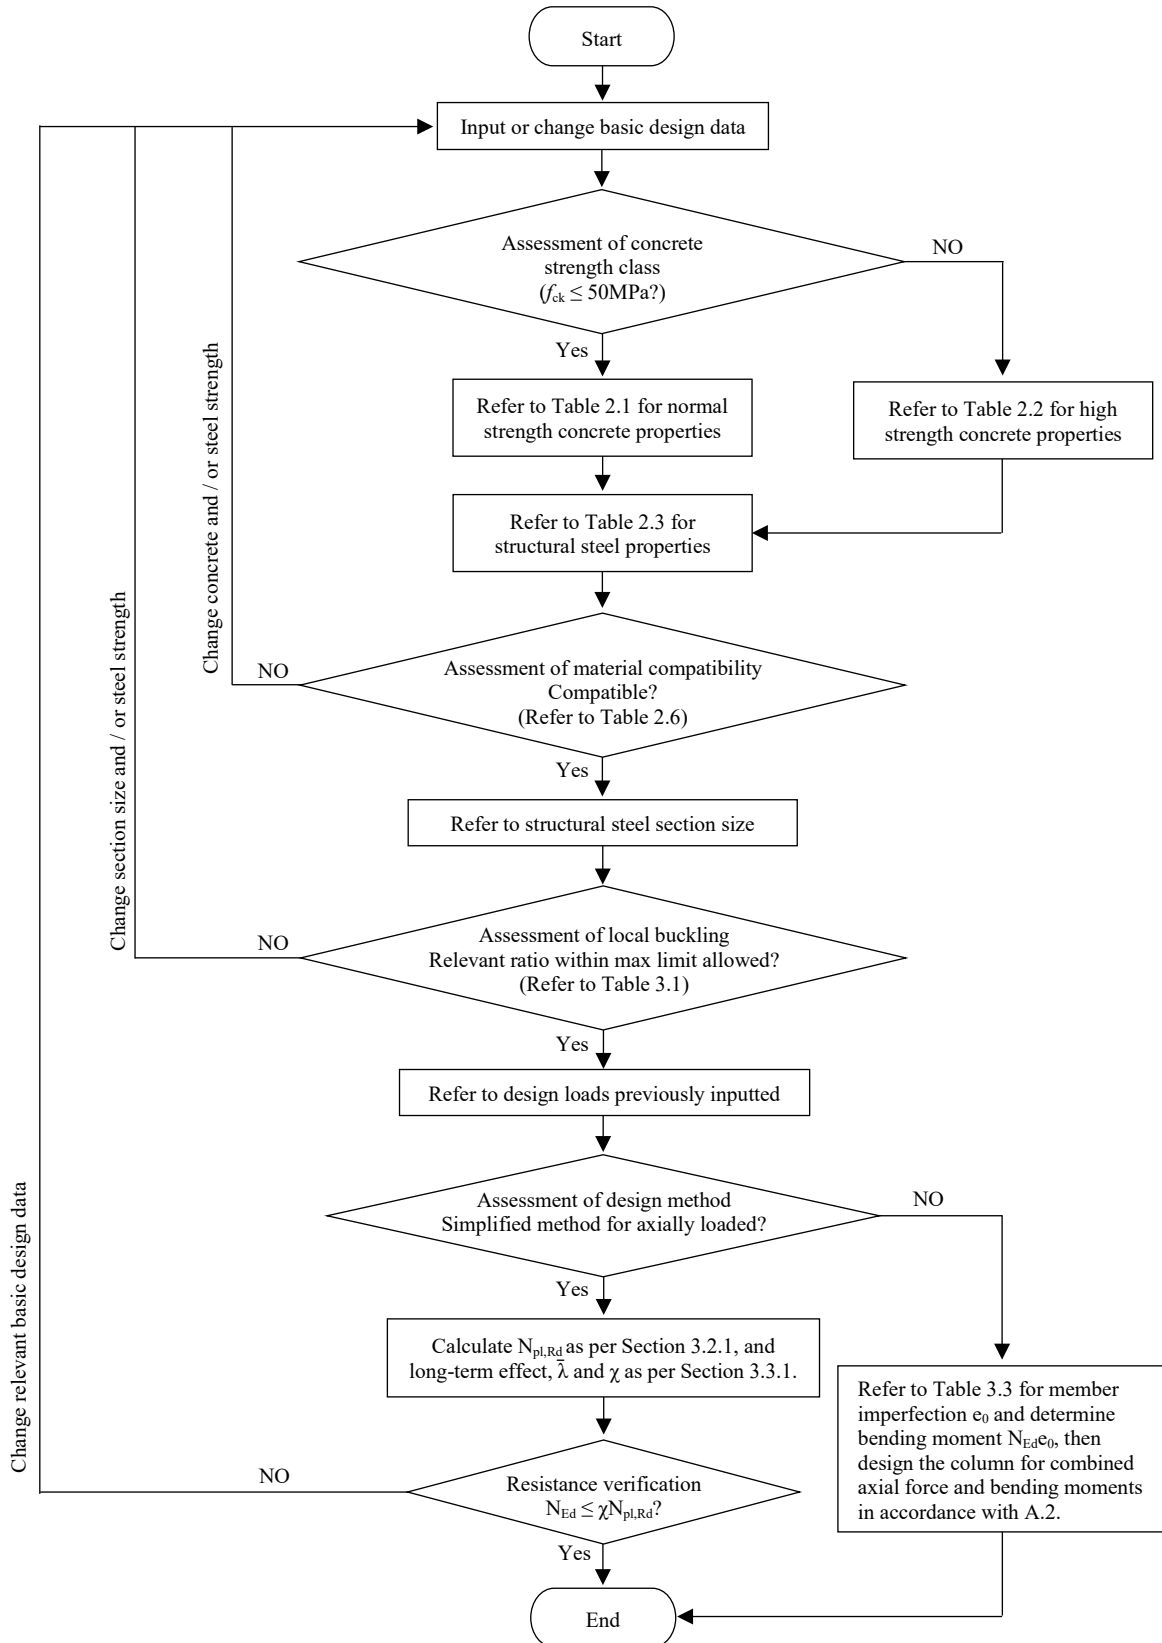 Start
Input or change basic design data
Assessment of concrete
strength class
(fck ≤ 50MPa?)
NO
Yes
Refer to Table 2.1 for normal
strength concrete properties
Refer to Table 2.2 for high
strength concrete properties
Refer to Table 2.3 for
structural steel properties
Change concrete and / or steel strength
Assessment of material compatibility
Compatible?
(Refer to Table 2.6)
NO
Yes
Refer to structural steel section size
Change section size and / or steel strength
Assessment of local buckling
Relevant ratio within max limit allowed?
(Refer to Table 3.1)
NO
Yes
Refer to design loads previously inputted
Assessment of design method
Simplified method for axially loaded?
NO
Yes
Calculate Npl,Rd as per Section 3.2.1, and
long-term effect, λ̄ and χ as per Section 3.3.1.
Refer to Table 3.3 for member
imperfection e0 and determine
bending moment NEde0, then
design the column for combined
axial force and bending moments
in accordance with A.2.
Change relevant basic design data
Resistance verification
NEd ≤ χNpl,Rd?
NO
Yes
End